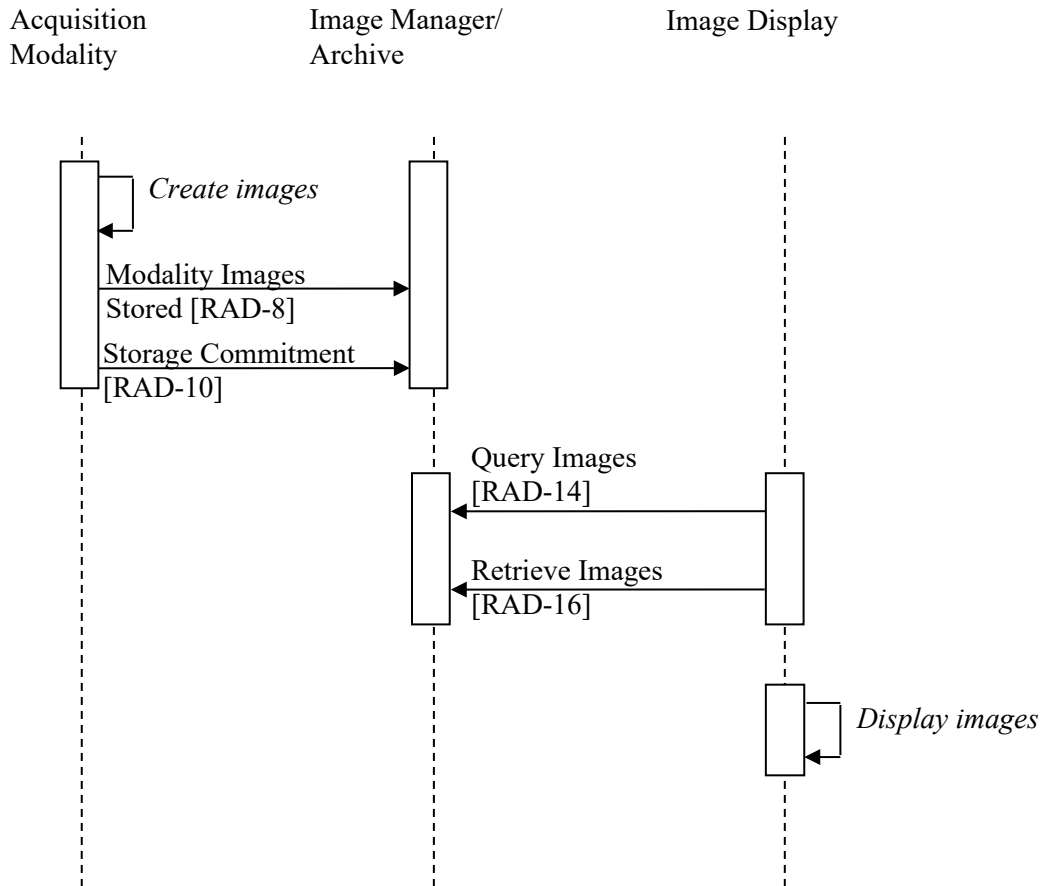 Acquisition
Modality
Image Manager/
Archive
Image Display
Create images
Modality Images
Stored [RAD-8]
Storage Commitment
[RAD-10]
Query Images
[RAD-14]
Retrieve Images
[RAD-16]
Display images